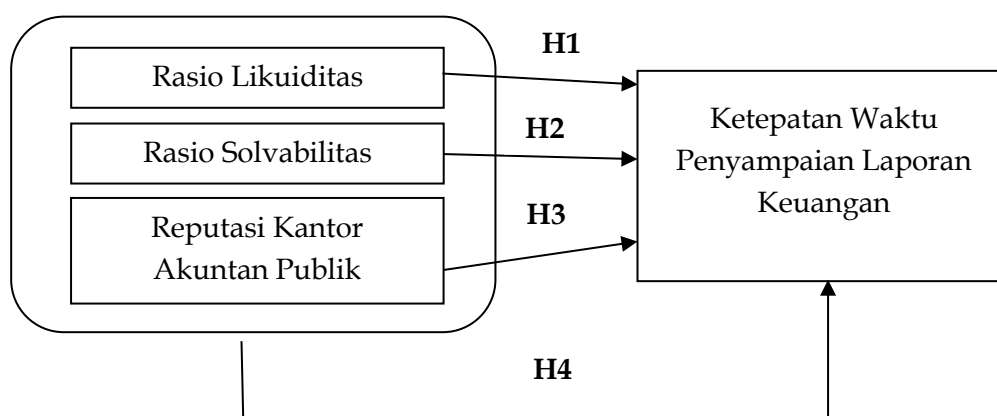 H1
Rasio Likuiditas
H2
Rasio Solvabilitas
H3
Reputasi Kantor
Akuntan Publik
Ketepatan Waktu
Penyampaian Laporan
Keuangan
H4